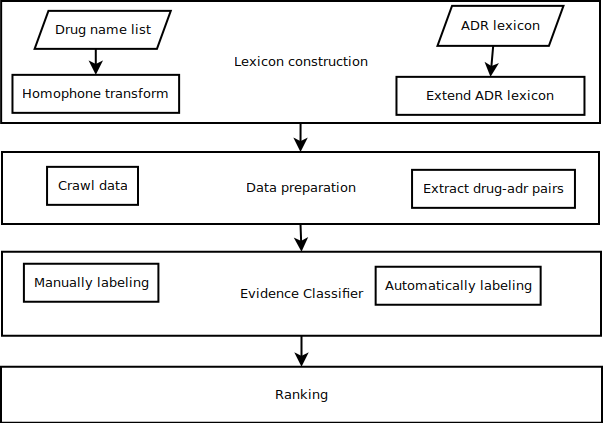 Drug name list
ADR lexicon
Lexicon construction
Homophone transform
Extend ADR lexicon
Crawl data
Data preparation
Extract drug-adr pairs
Manually labeling
Evidence Classifier
Automatically labeling
Ranking